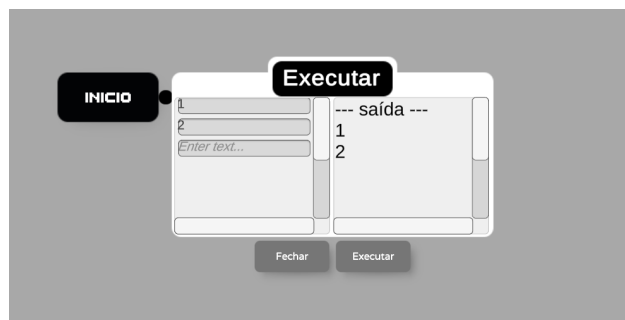 INICIO
Executar
1
2
Enter text...
--- saída ---
1
2
Fechar
Executar